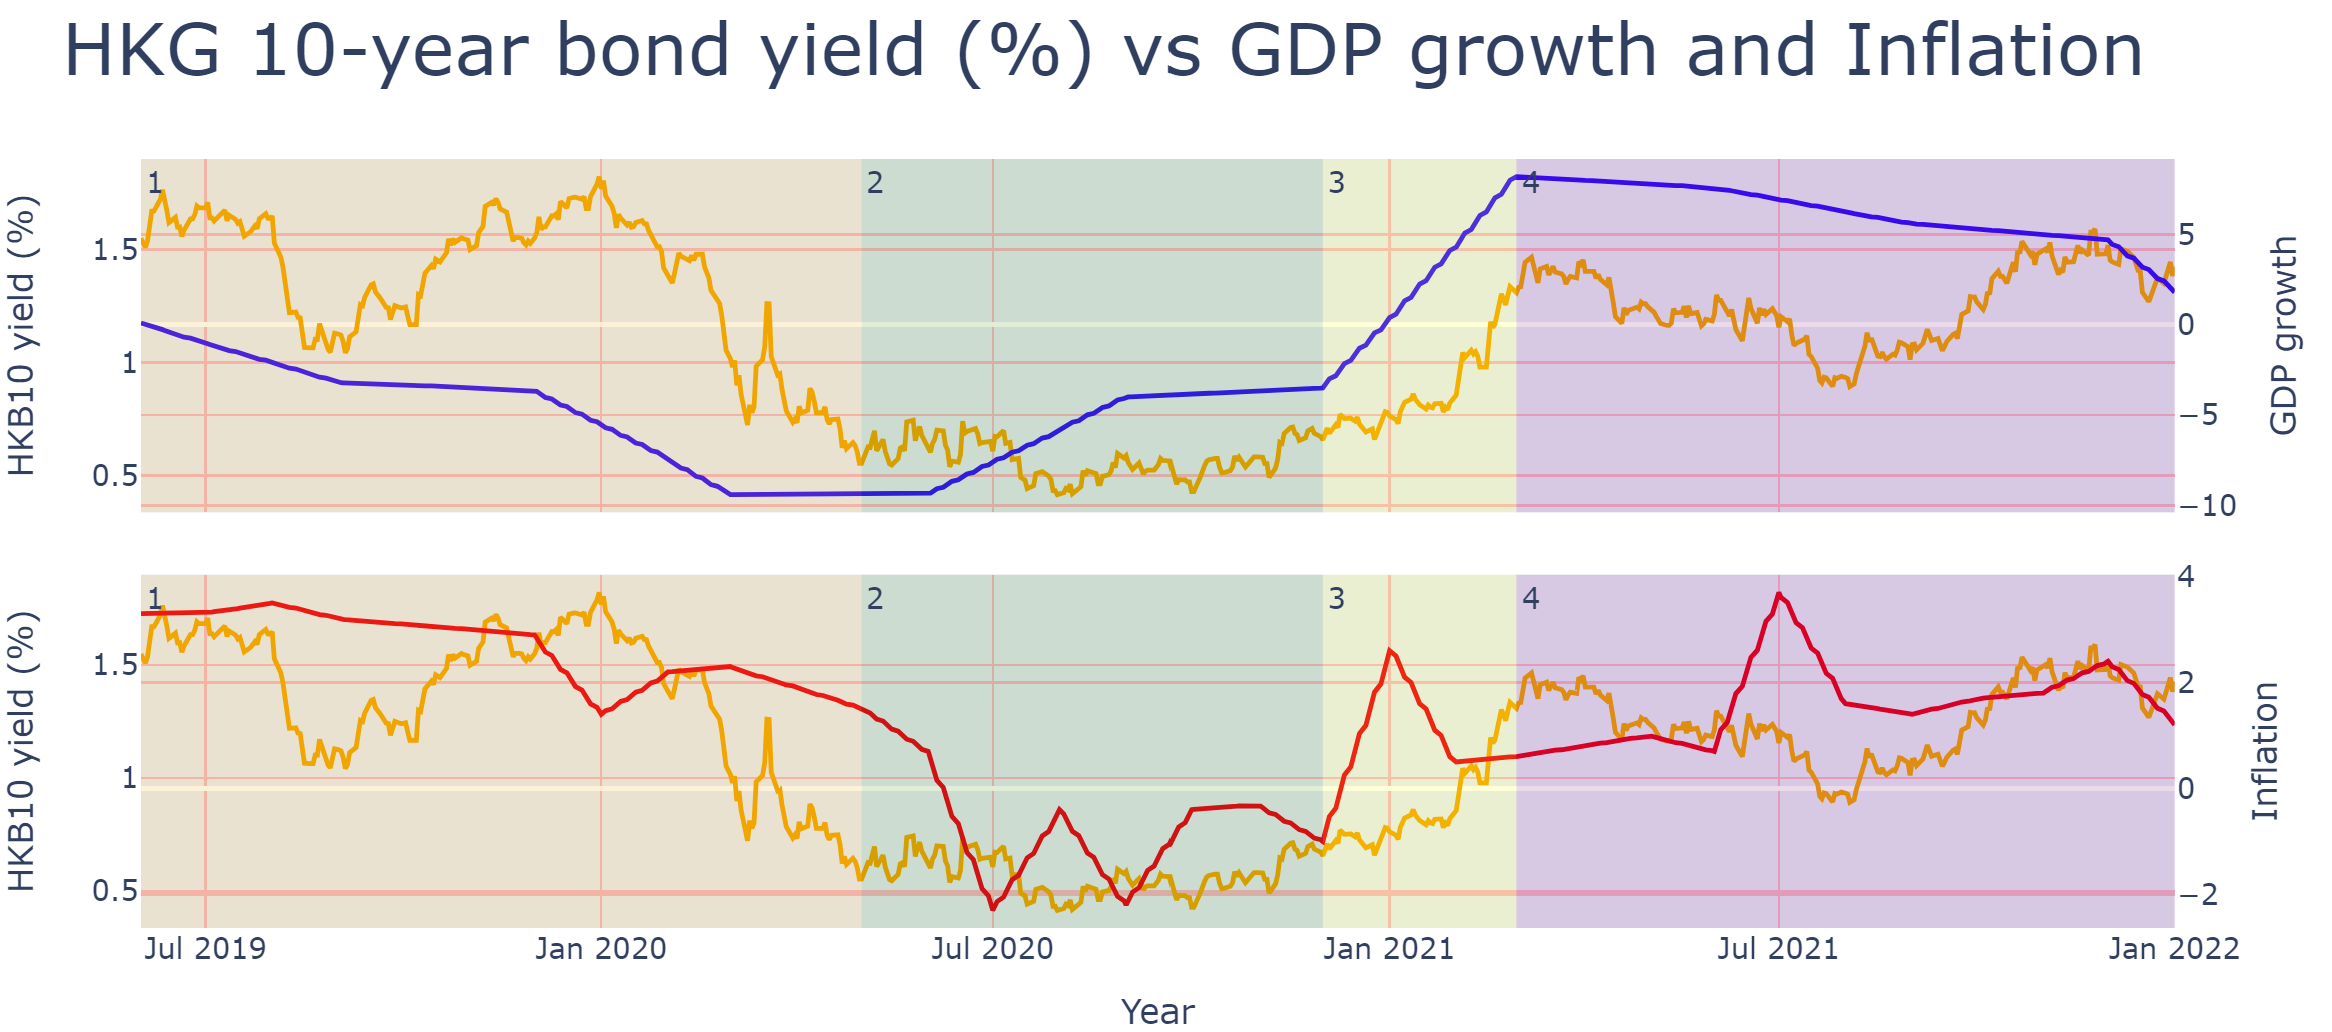 HKG 10-year bond yield (%) vs GDP growth and Inflation
1
2
3
4
HKB10 yield (%)
1.5
1
0.5
5
0
−5
−10
GDP growth
1
2
3
4
HKB10 yield (%)
1.5
1
0.5
4
2
0
−2
Inflation
Jul 2019
Jan 2020
Jul 2020
Jan 2021
Jul 2021
Jan 2022
Year